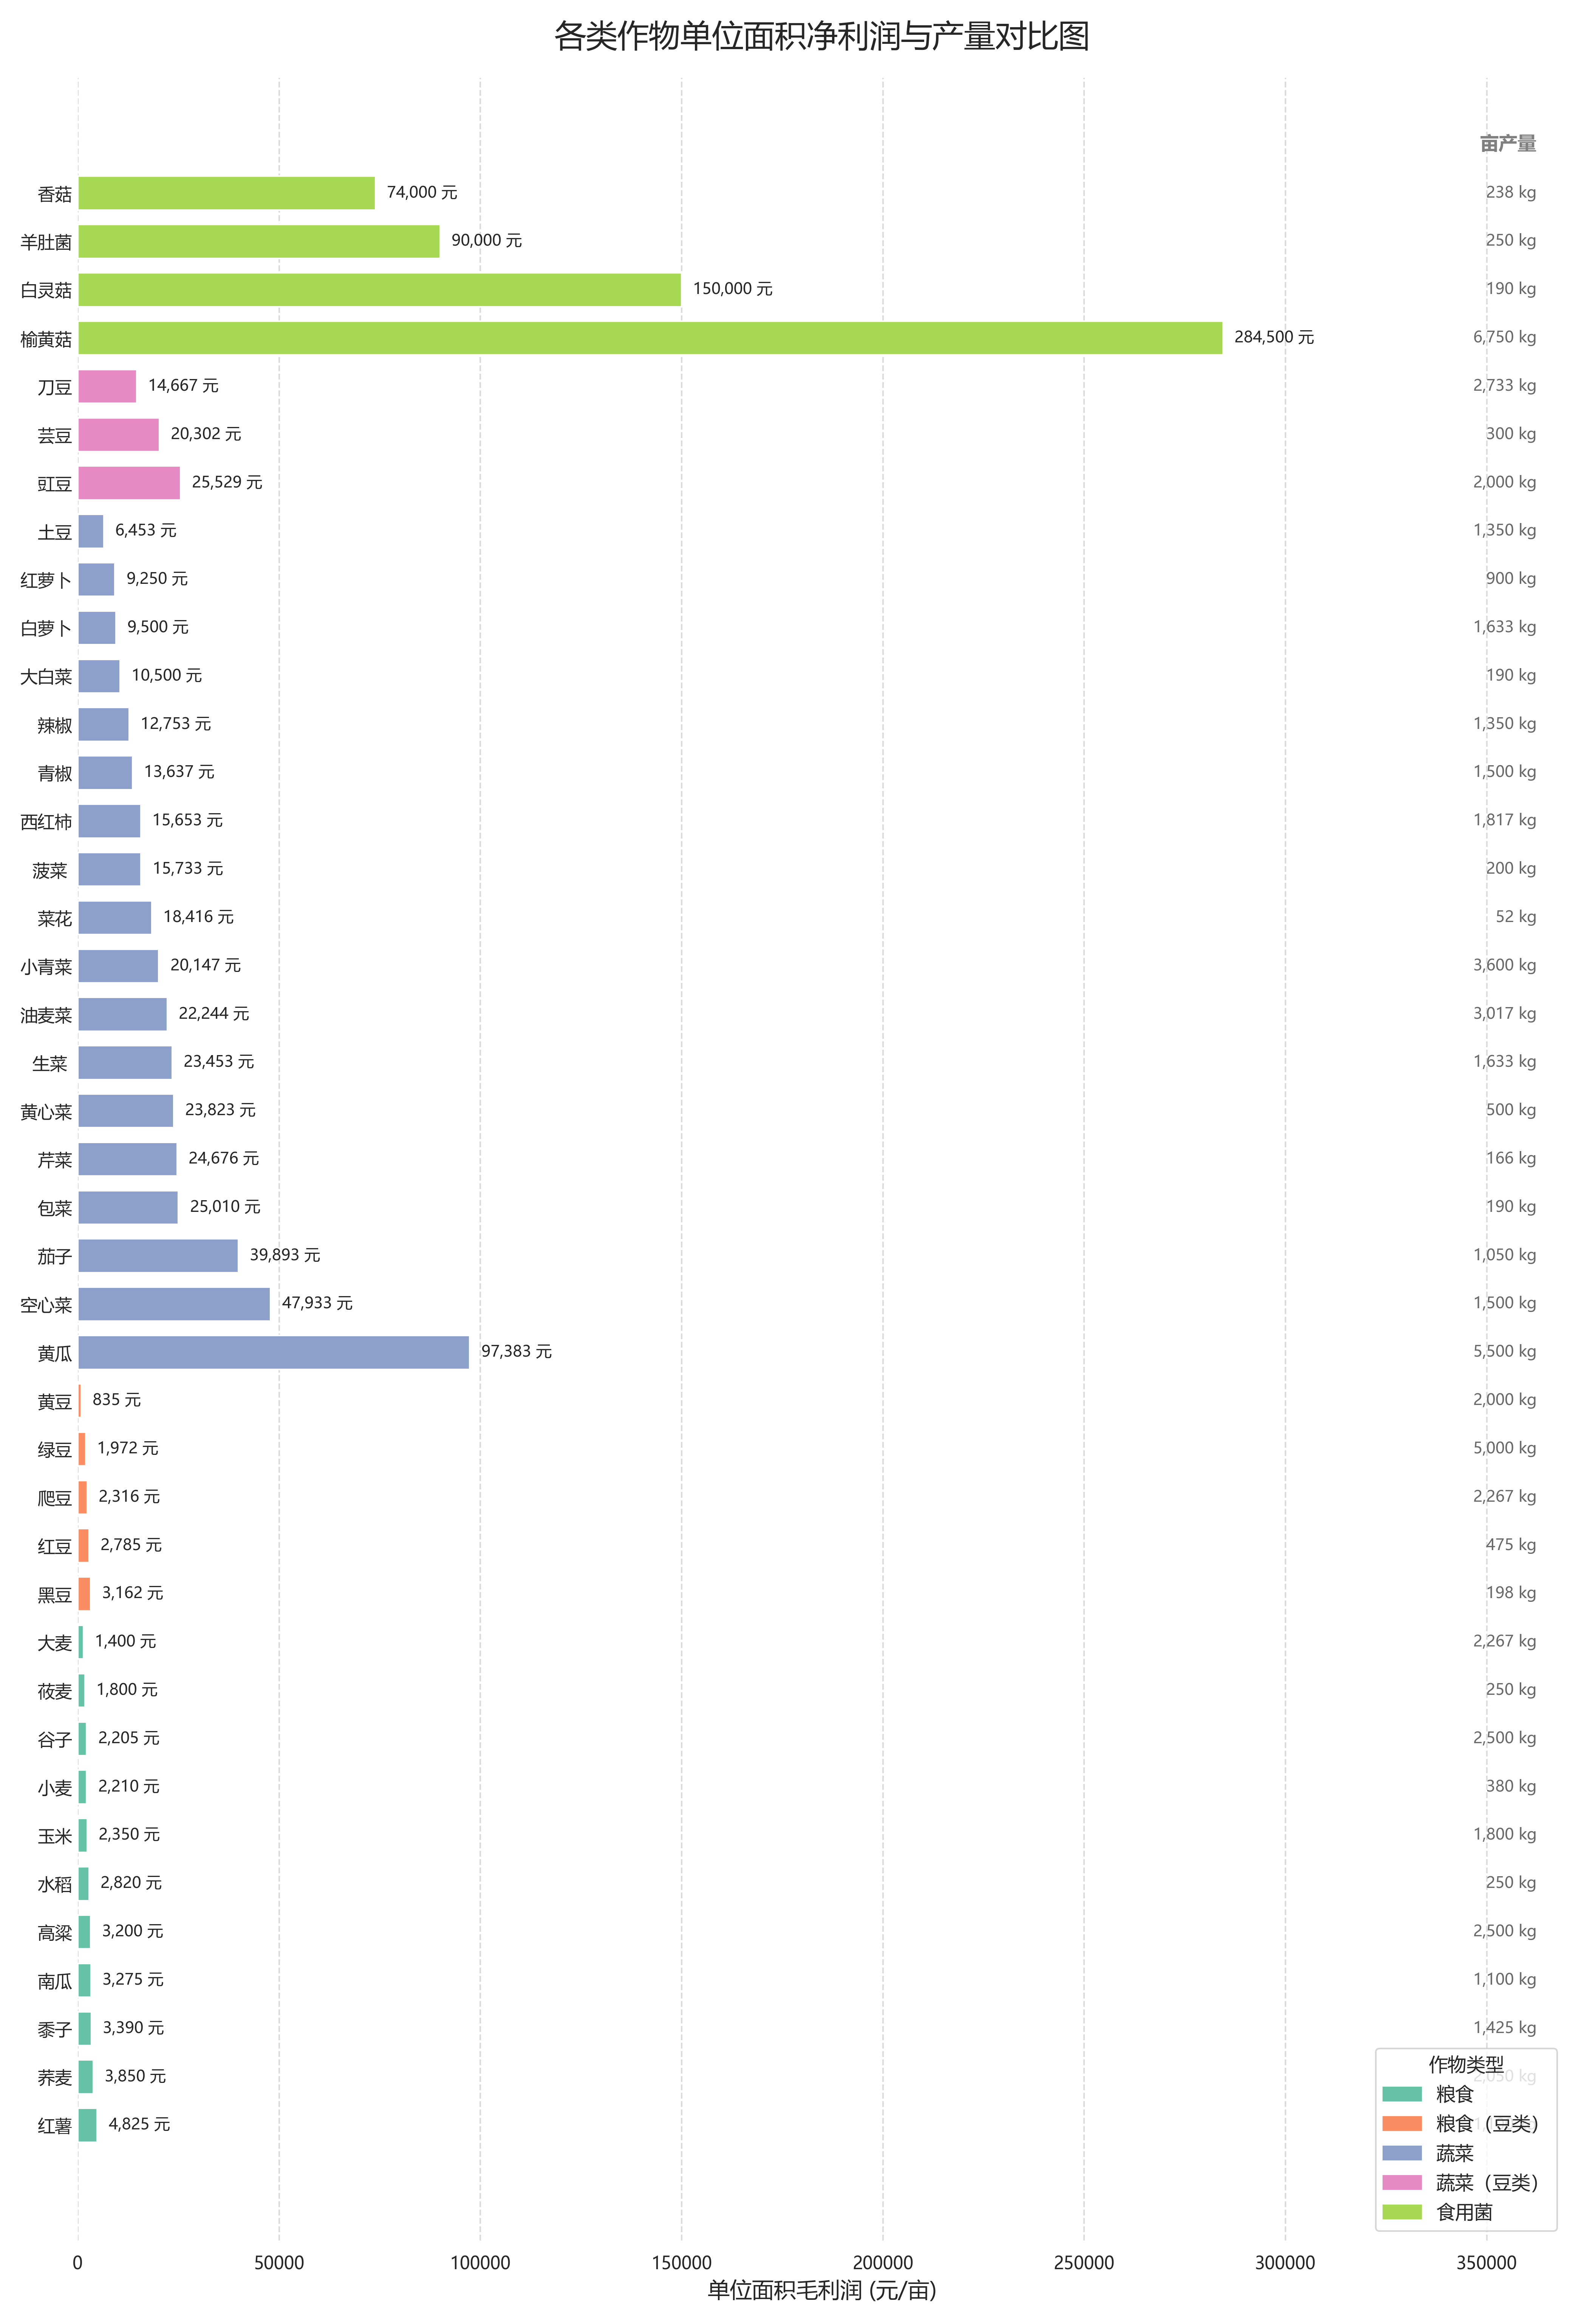 各类作物单位面积净利润与产量对比图
亩产量
香菇 74,000 元 238 kg
羊肚菌 90,000 元 250 kg
白灵菇 150,000 元 190 kg
榆黄菇 284,500 元 6,750 kg
刀豆 14,667 元 2,733 kg
芸豆 20,302 元 300 kg
豇豆 25,529 元 2,000 kg
土豆 6,453 元 1,350 kg
红萝卜 9,250 元 900 kg
白萝卜 9,500 元 1,633 kg
大白菜 10,500 元 190 kg
辣椒 12,753 元 1,350 kg
青椒 13,637 元 1,500 kg
西红柿 15,653 元 1,817 kg
菠菜 15,733 元 200 kg
菜花 18,416 元 52 kg
小青菜 20,147 元 3,600 kg
油麦菜 22,244 元 3,017 kg
生菜 23,453 元 1,633 kg
黄心菜 23,823 元 500 kg
芹菜 24,676 元 166 kg
包菜 25,010 元 190 kg
茄子 39,893 元 1,050 kg
空心菜 47,933 元 1,500 kg
黄瓜 97,383 元 5,500 kg
黄豆 835 元 2,000 kg
绿豆 1,972 元 5,000 kg
爬豆 2,316 元 2,267 kg
红豆 2,785 元 475 kg
黑豆 3,162 元 198 kg
大麦 1,400 元 2,267 kg
莜麦 1,800 元 250 kg
谷子 2,205 元 2,500 kg
小麦 2,210 元 380 kg
玉米 2,350 元 1,800 kg
水稻 2,820 元 250 kg
高粱 3,200 元 2,500 kg
南瓜 3,275 元 1,100 kg
黍子 3,390 元 1,425 kg
荞麦 3,850 元 2,050 kg
红薯 4,825 元
作物类型
粮食
粮食（豆类）
蔬菜
蔬菜（豆类）
食用菌
0 50000 100000 150000 200000 250000 300000 350000
单位面积毛利润 (元/亩)